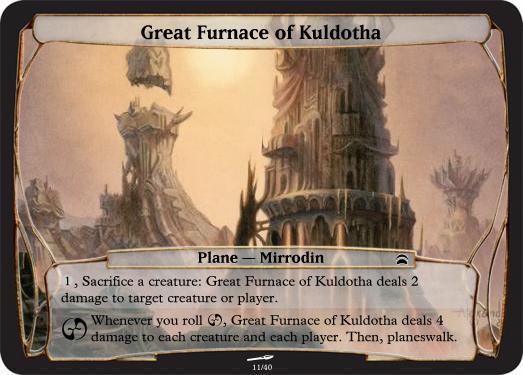 Great Furnace of Kuldotha
Plane — Mirrodin
1 , Sacrifice a creature: Great Furnace of Kuldotha deals 2
damage to target creature or player.
Whenever you roll , Great Furnace of Kuldotha deals 4
damage to each creature and each player. Then, planeswalk.
11/40